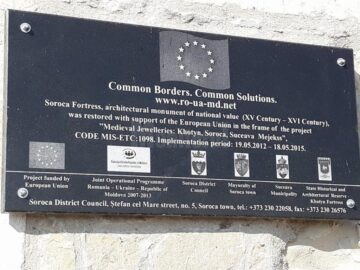 Common Borders. Common Solutions.
www.ro-ua-md.net
Soroca Fortress, architectural monument of national value (XV Century - XVI Century),
was restored with support of the European Union in the frame of the project
"Medieval Jewelleries: Khotyn, Soroca, Suceava Mejekss".
CODE MIS-ETC:1098. Implementation period: 19.05.2012 - 18.05.2015.
Project funded by
European Union
Joint Operational Programme
Romania - Ukraine - Republic of
Moldova 2007-2013
Soroca District
Council
Mayoralty of
Soroca town
Suceava
Municipality
State Historical and
Architectural Reserve
Khotyn Fortress
Soroca District Council, Ștefan cel Mare street, no. 5, Soroca town, tel.: +373 230 22058, fax: +373 230 26576